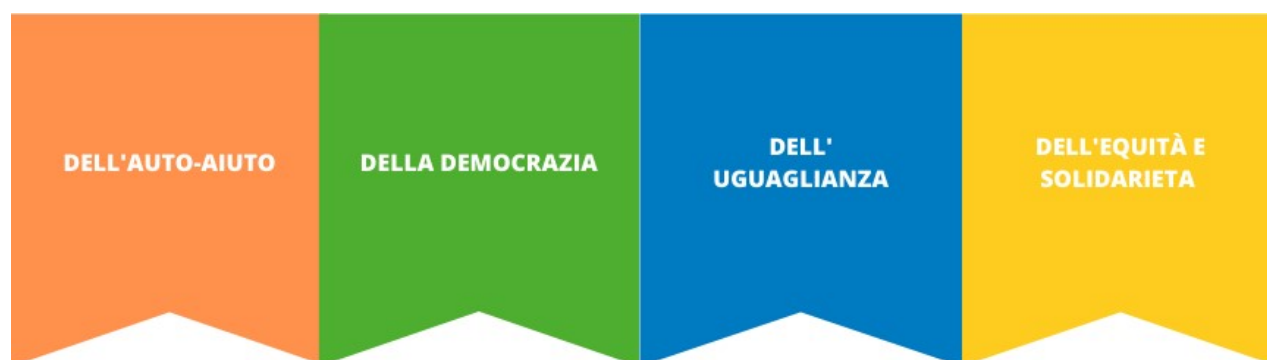 DELL'AUTO-AIUTO
DELLA DEMOCRAZIA
DELL'
UGUAGLIANZA
DELL'EQUITÀ E
SOLIDARIETA